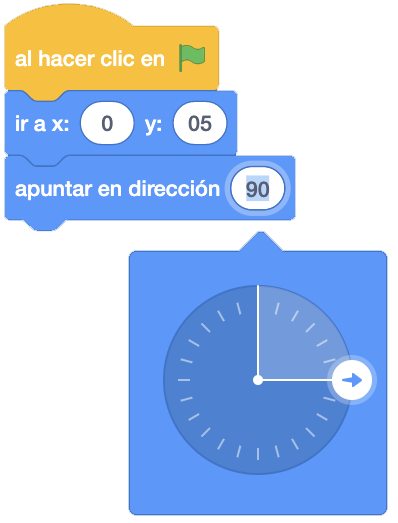 al hacer clic en
ir a x: 0 y: 05
apuntar en dirección 90